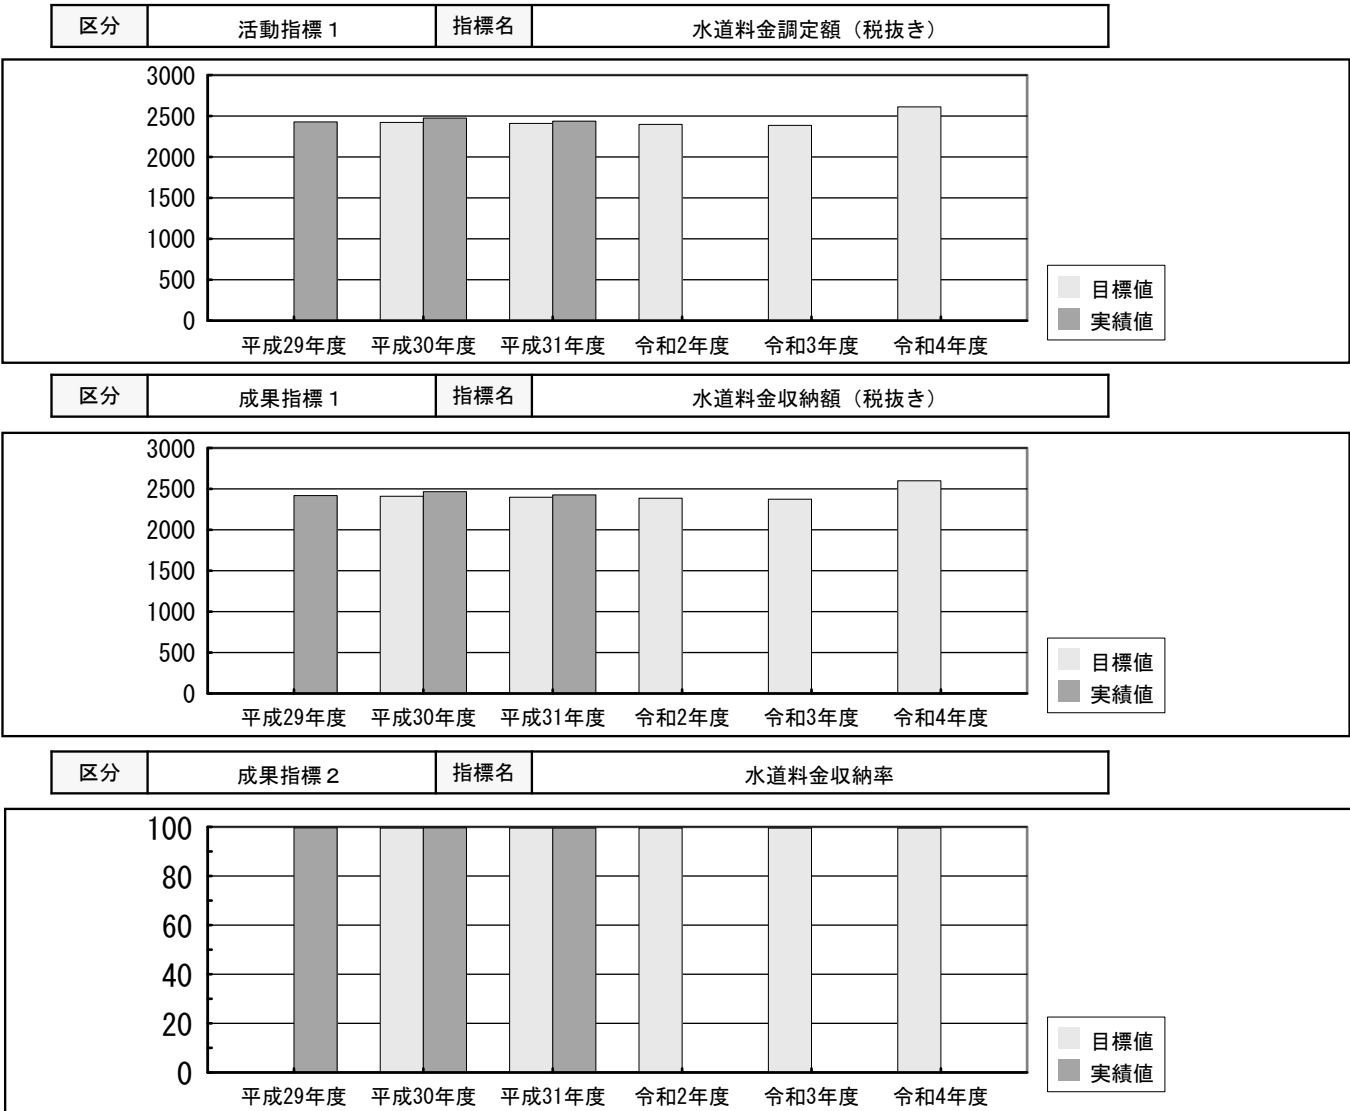 区分 活動指標1 指標名 水道料金調定額（税抜き）
3000
2500
2000
1500
1000
500
0
平成29年度 平成30年度 平成31年度 令和2年度 令和3年度 令和4年度
目標値
実績値
区分 成果指標1 指標名 水道料金収納額（税抜き）
3000
2500
2000
1500
1000
500
0
平成29年度 平成30年度 平成31年度 令和2年度 令和3年度 令和4年度
目標値
実績値
区分 成果指標2 指標名 水道料金収納率
100
80
60
40
20
0
平成29年度 平成30年度 平成31年度 令和2年度 令和3年度 令和4年度
目標値
実績値